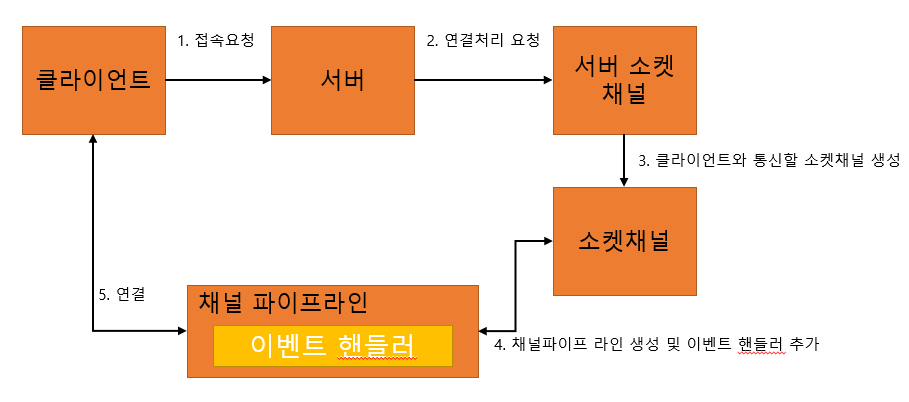 클라이언트
1. 접속요청
서버
2. 연결처리 요청
서버 소켓
채널
3. 클라이언트와 통신할 소켓채널 생성
소켓채널
4. 채널파이프 라인 생성 및 이벤트 핸들러 추가
채널 파이프라인
이벤트 핸들러
5. 연결